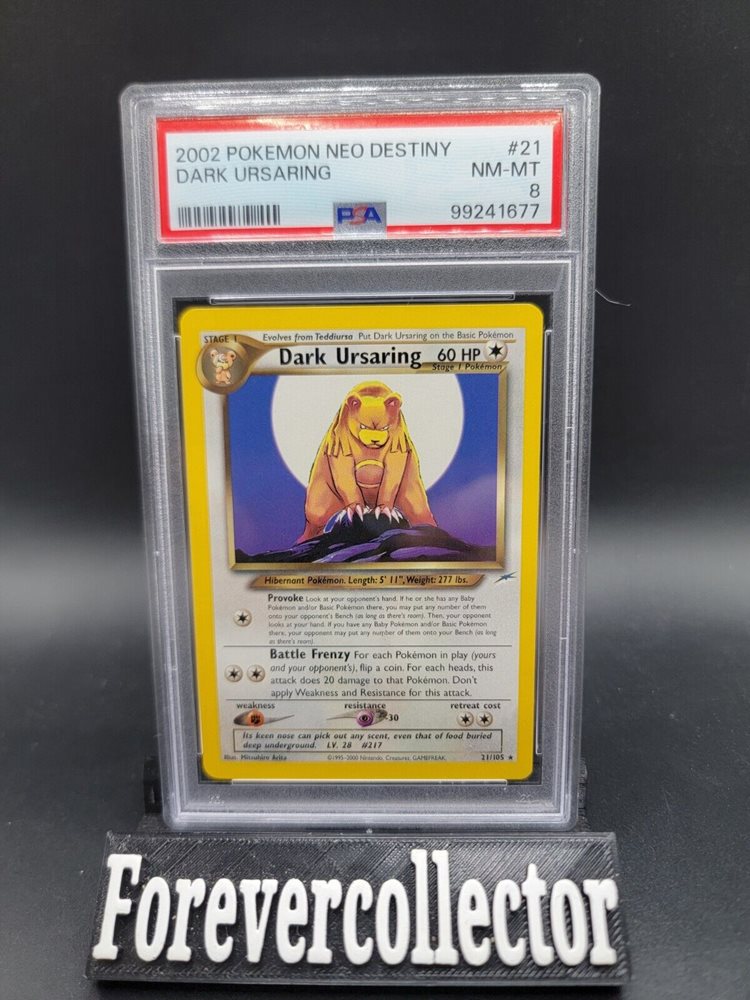 2002 POKEMON NEO DESTINY #21
DARK URSARING NM-MT
8
PSA 99241677
STAGE 1 Evolves from Teddiursa Put Dark Ursaring on the Basic Pokémon
Dark Ursaring 60 HP
Stage 1 Pokémon
Hibernant Pokémon. Length: 5' 11", Weight: 277 lbs.
Provoke Look at your opponent's hand. If he or she has any Baby
Pokémon and/or Basic Pokémon there, you may put any number of them
onto your opponent's Bench (as long as there's room). Then, your opponent
looks at your hand. If you have any Baby Pokémon and/or Basic Pokémon
there, your opponent may put any number of them onto your Bench (as long
as there's room).
Battle Frenzy For each Pokémon in play (yours
and your opponent's), flip a coin. For each heads, this
attack does 20 damage to that Pokémon. Don't
apply Weakness and Resistance for this attack.
weakness resistance retreat cost
-30
Its keen nose can pick out any scent, even that of food buried
deep underground. LV. 28 #217
Illus. Mitsuhiro Arita ©1995-2000 Nintendo, Creatures, GAMEFREAK. 21/105 ★
Forevercollector